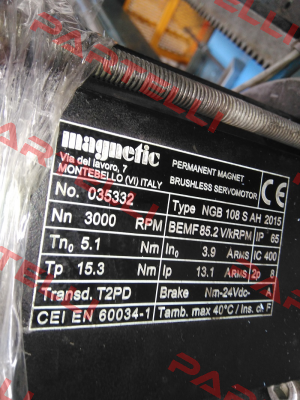 magnetic
Via del lavoro, 7
MONTEBELLO (VI) ITALY
PERMANENT MAGNET
BRUSHLESS SERVOMOTOR
No. 035332 Type NGB 108 S AH 2015
Nn 3000 RPM BEMF 85.2 V/kRPM IP 65
Tn0 5.1 Nm In0 3.9 ARMS IC 400
Tp 15.3 Nm Ip 13.1 ARMS 2p 8
Transd. T2PD Brake Nm-24Vdc- A
CEI EN 60034-1 Tamb. max 40°C / Ins. cl. F
PARTELLI
PARTELLI
PARTELLI